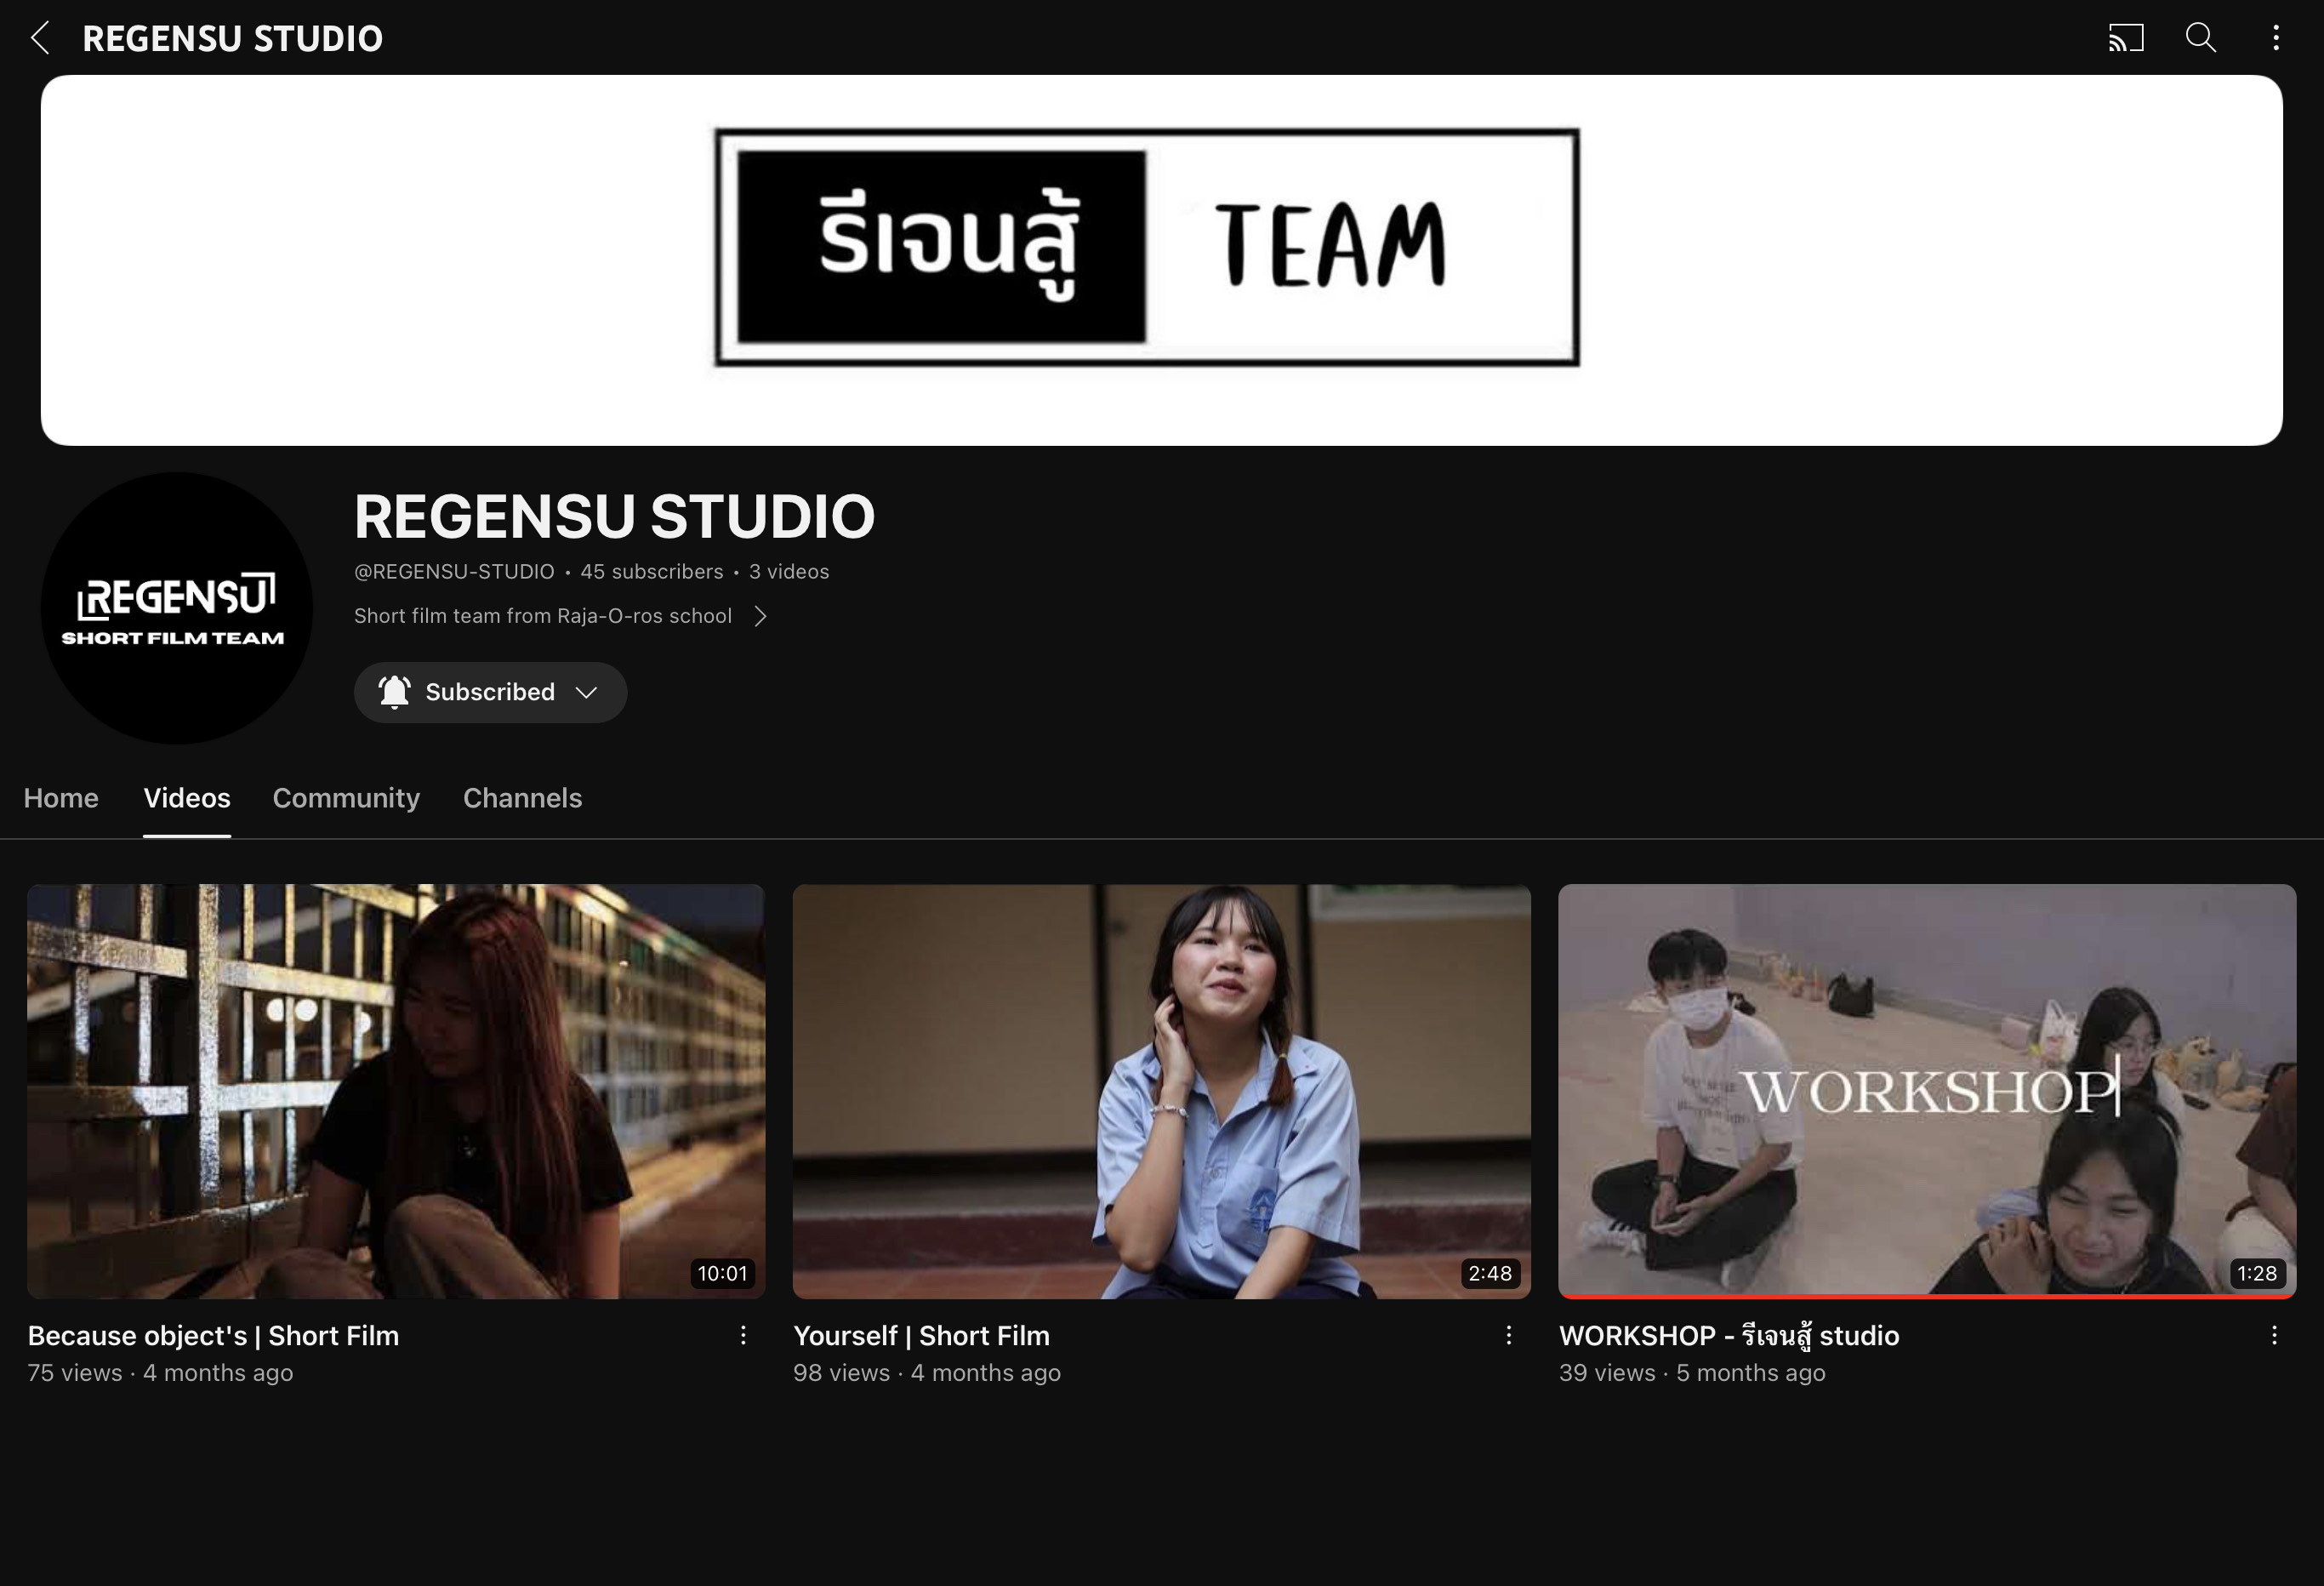 REGENSU STUDIO
รีเจนสู้ TEAM
REGENSU
SHORT FILM TEAM
REGENSU STUDIO
@REGENSU-STUDIO • 45 subscribers • 3 videos
Short film team from Raja-O-ros school
Subscribed
Home Videos Community Channels
WORKSHOP
10:01
2:48
1:28
Because object's | Short Film
75 views · 4 months ago
Yourself | Short Film
98 views · 4 months ago
WORKSHOP - รีเจนสู้ studio
39 views · 5 months ago